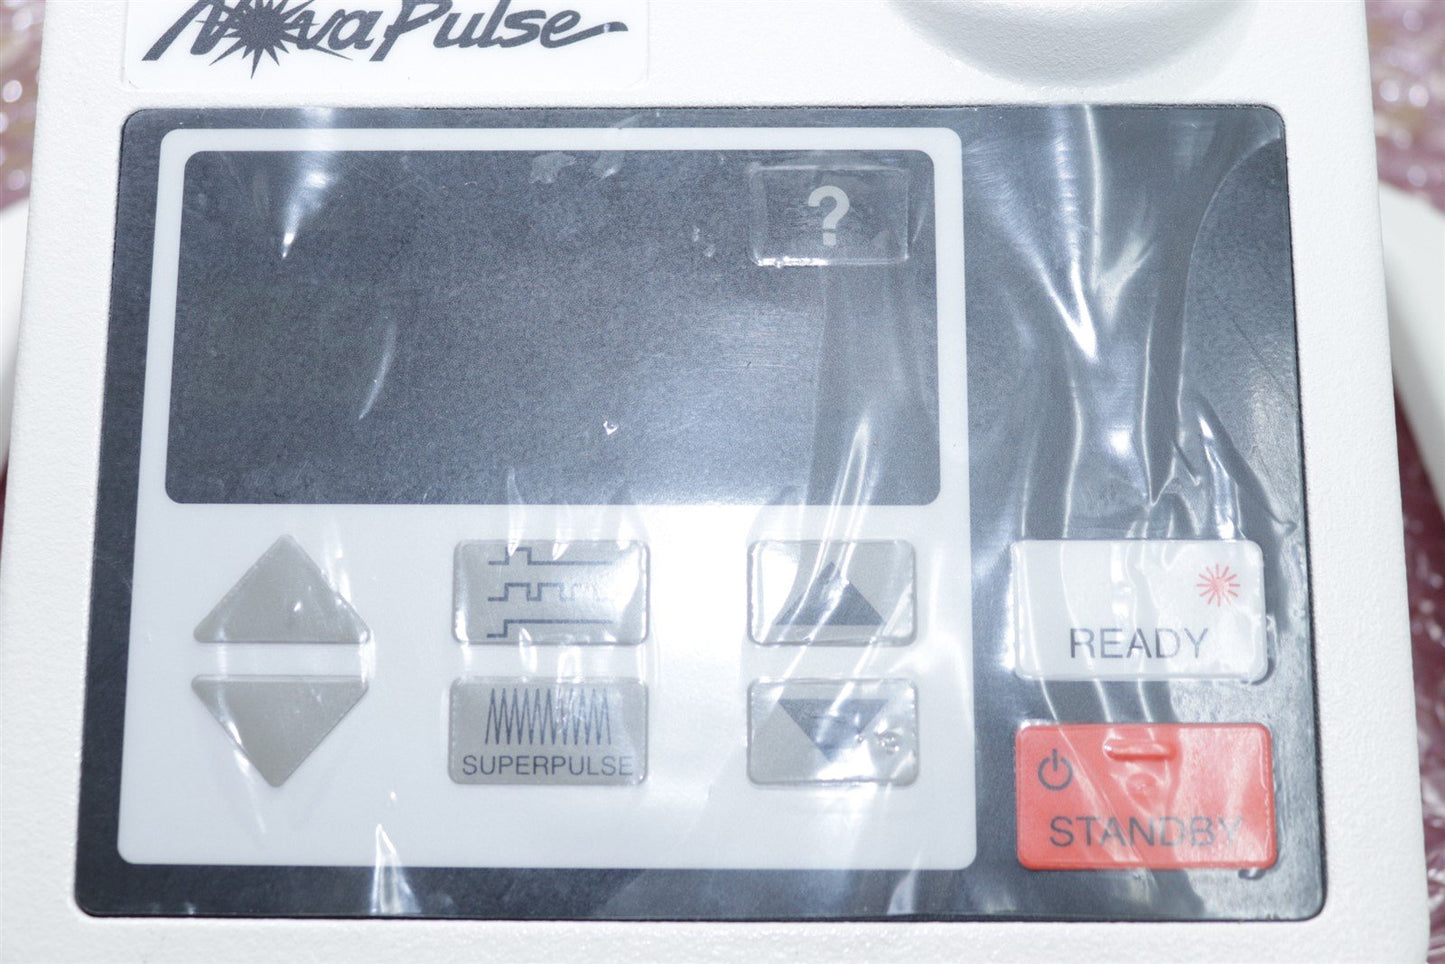 NovaPulse
?
READY
SUPERPULSE
STANDBY